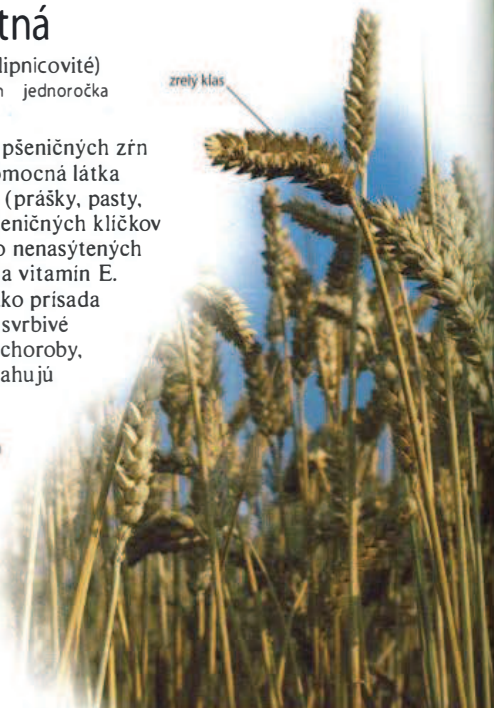 tná
lipnicovité)
n jednoročka
zrelý klas
pšeničných zŕn
omocná látka
(prášky, pasty,
eničných klíčkov
o nenasýtených
a vitamín E.
ko prísada
svrbivé
choroby,
ahujú